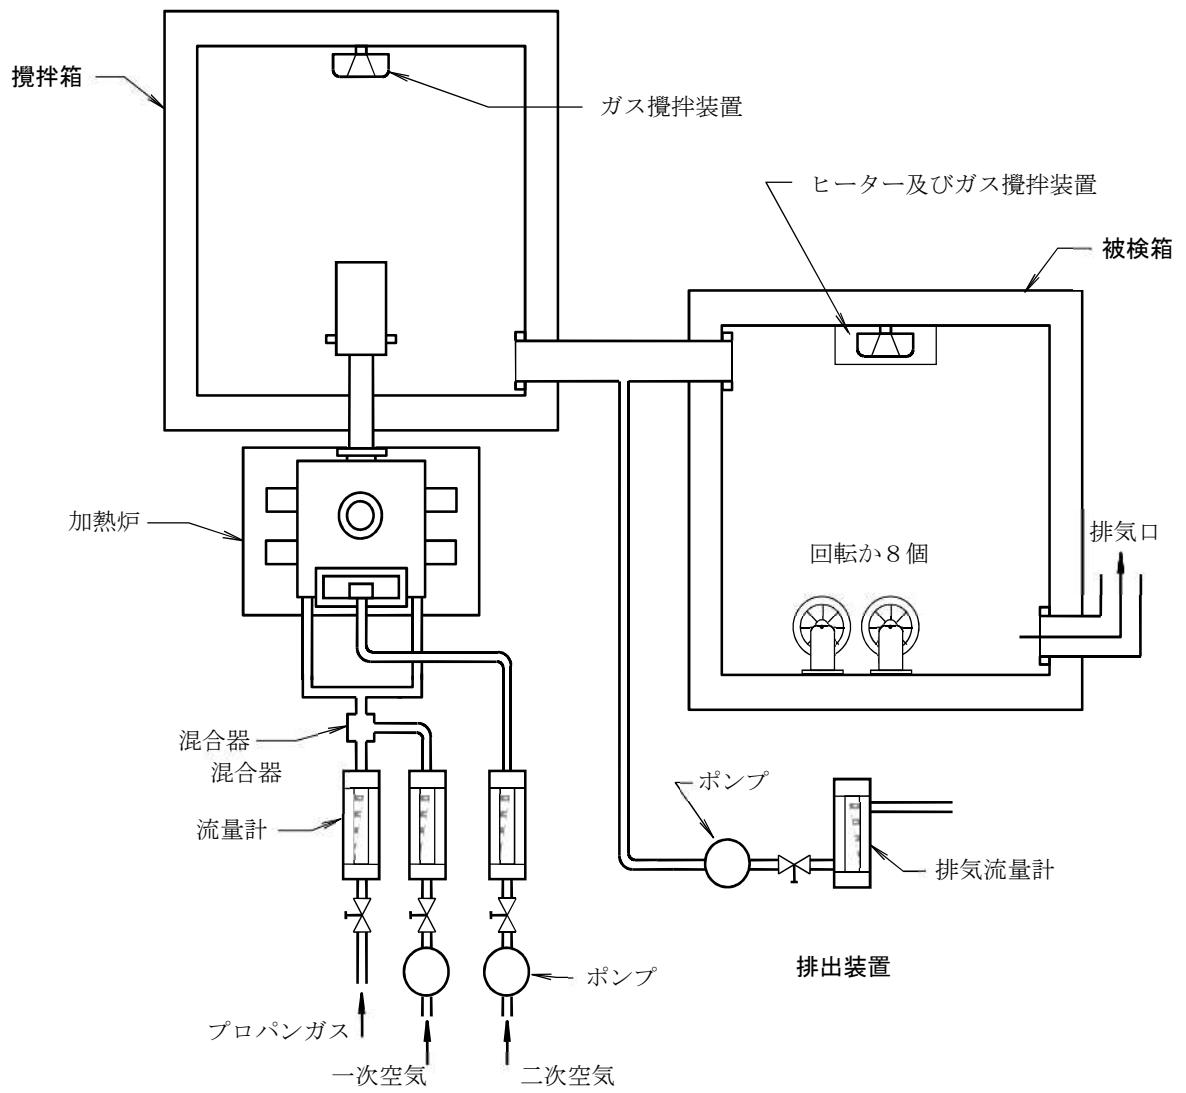 攪拌箱
ガス攪拌装置
ヒーター及びガス攪拌装置
被検箱
加熱炉
回転か８個
排気口
混合器
混合器
流量計
ポンプ
排気流量計
排出装置
ポンプ
プロパンガス
一次空気
二次空気